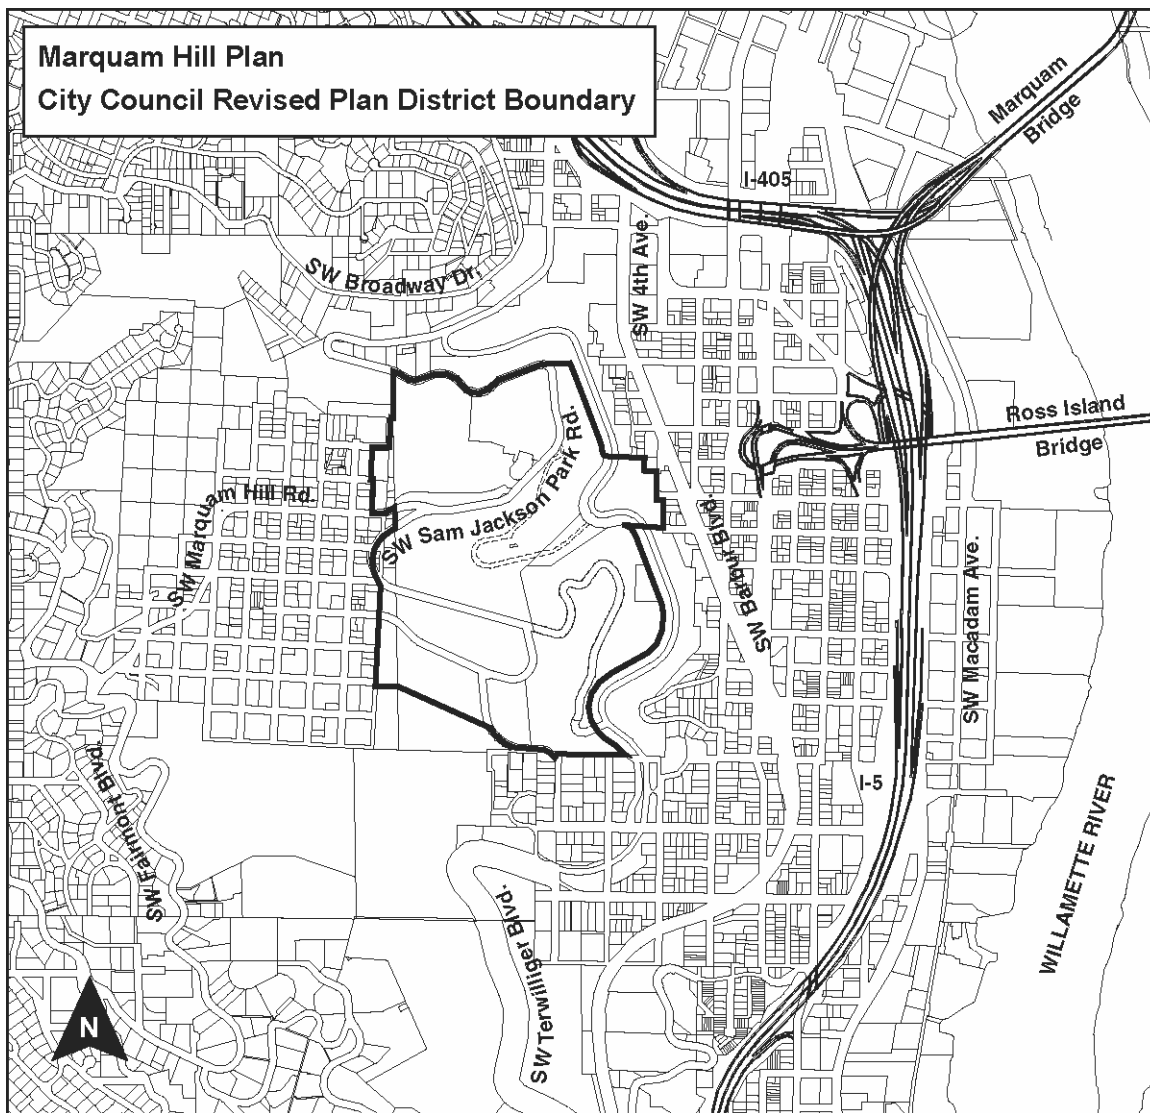 Marquam Hill Plan
City Council Revised Plan District Boundary
Marquam
Bridge
I-405
SW 4th Ave.
SW Broadway Dr.
Ross Island
Bridge
SW Sam Jackson Park Rd.
SW Marquam Hill Rd.
SW Barbur Blvd.
SW Macadam Ave.
I-5
SW Fairmont Blvd.
SW Terwilliger Blvd.
WILLAMETTE RIVER
N